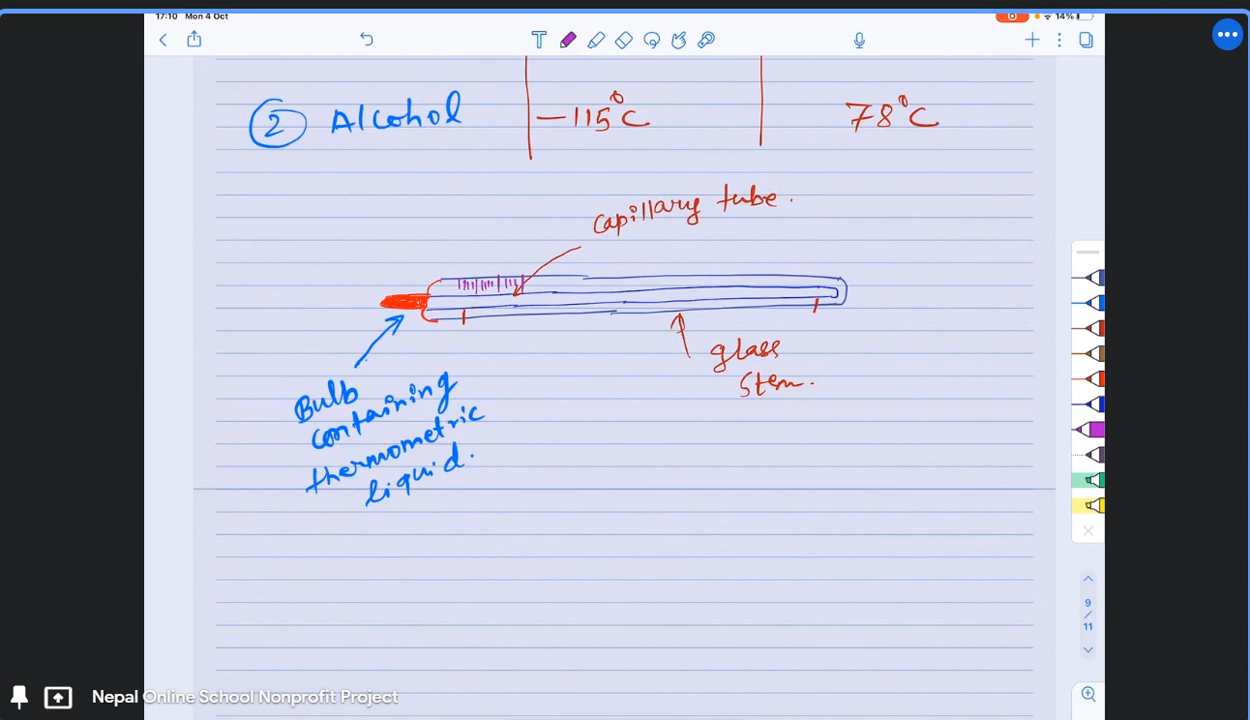 17:10 Mon 4 Oct
14%
T
2 Alcohol
-115°C
78°C
capillary tube.
glass
stem.
Bulb
containing
thermometric
liquid.
9
/
11
Nepal Online School Nonprofit Project